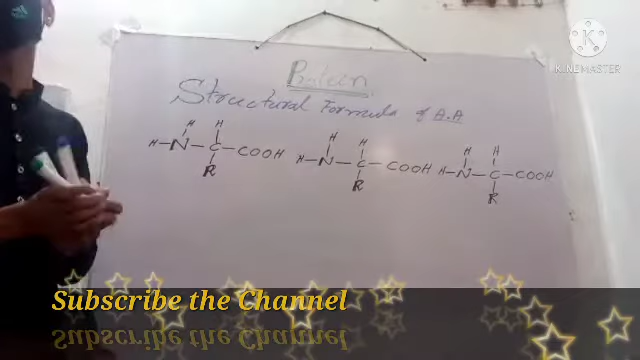 Protein
Structural Formula of A.A
H H H H H H
H-N-C-COOH H-N-C-COOH H-N-C-COOH
R R R
K
KINEMASTER
Subscribe the Channel